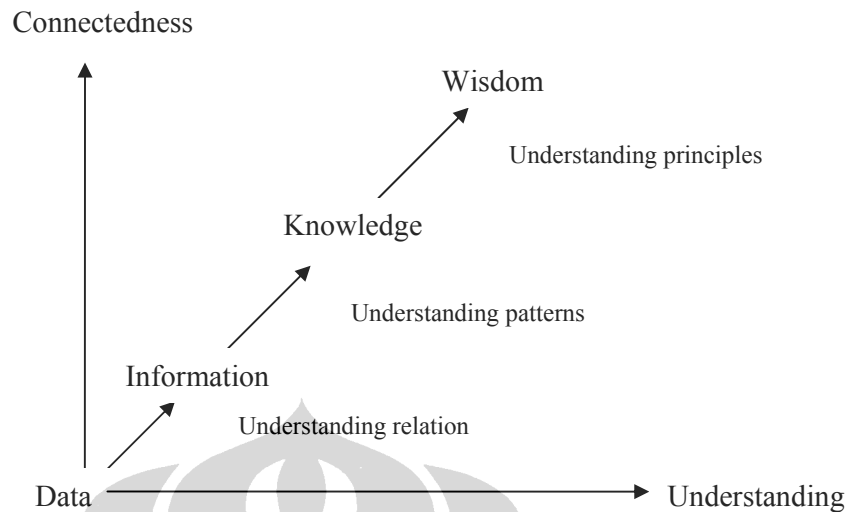 Connectedness
Wisdom
Understanding principles
Knowledge
Understanding patterns
Information
Understanding relation
Data
Understanding